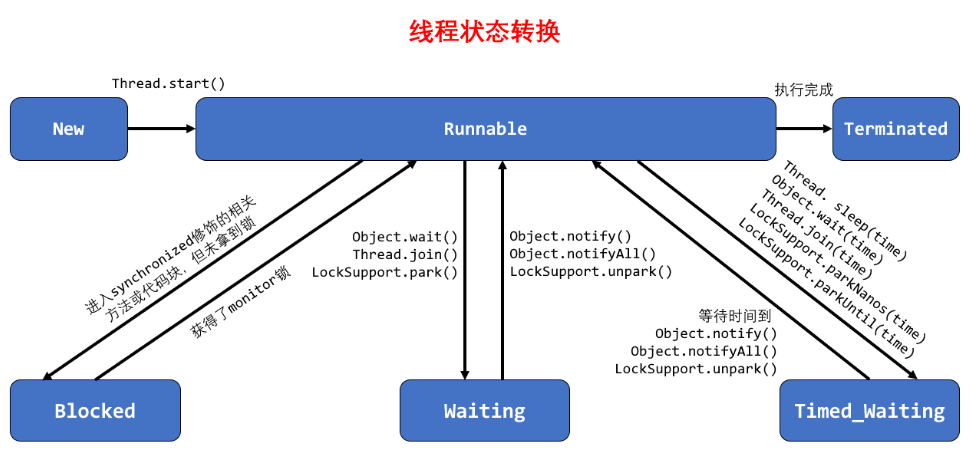 线程状态转换
Thread.start()
执行完成
New
Runnable
Terminated
进入synchronized修饰的相关
方法或代码块，但未拿到锁
获得了monitor锁
Object.wait()
Thread.join()
LockSupport.park()
Object.notify()
Object.notifyAll()
LockSupport.unpark()
等待时间到
Object.notify()
Object.notifyAll()
LockSupport.unpark()
Thread. sleep(time)
Object.wait(time)
Thread.join(time)
LockSupport.parkNanos(time)
LockSupport.parkUntil(time)
Blocked
Waiting
Timed_Waiting